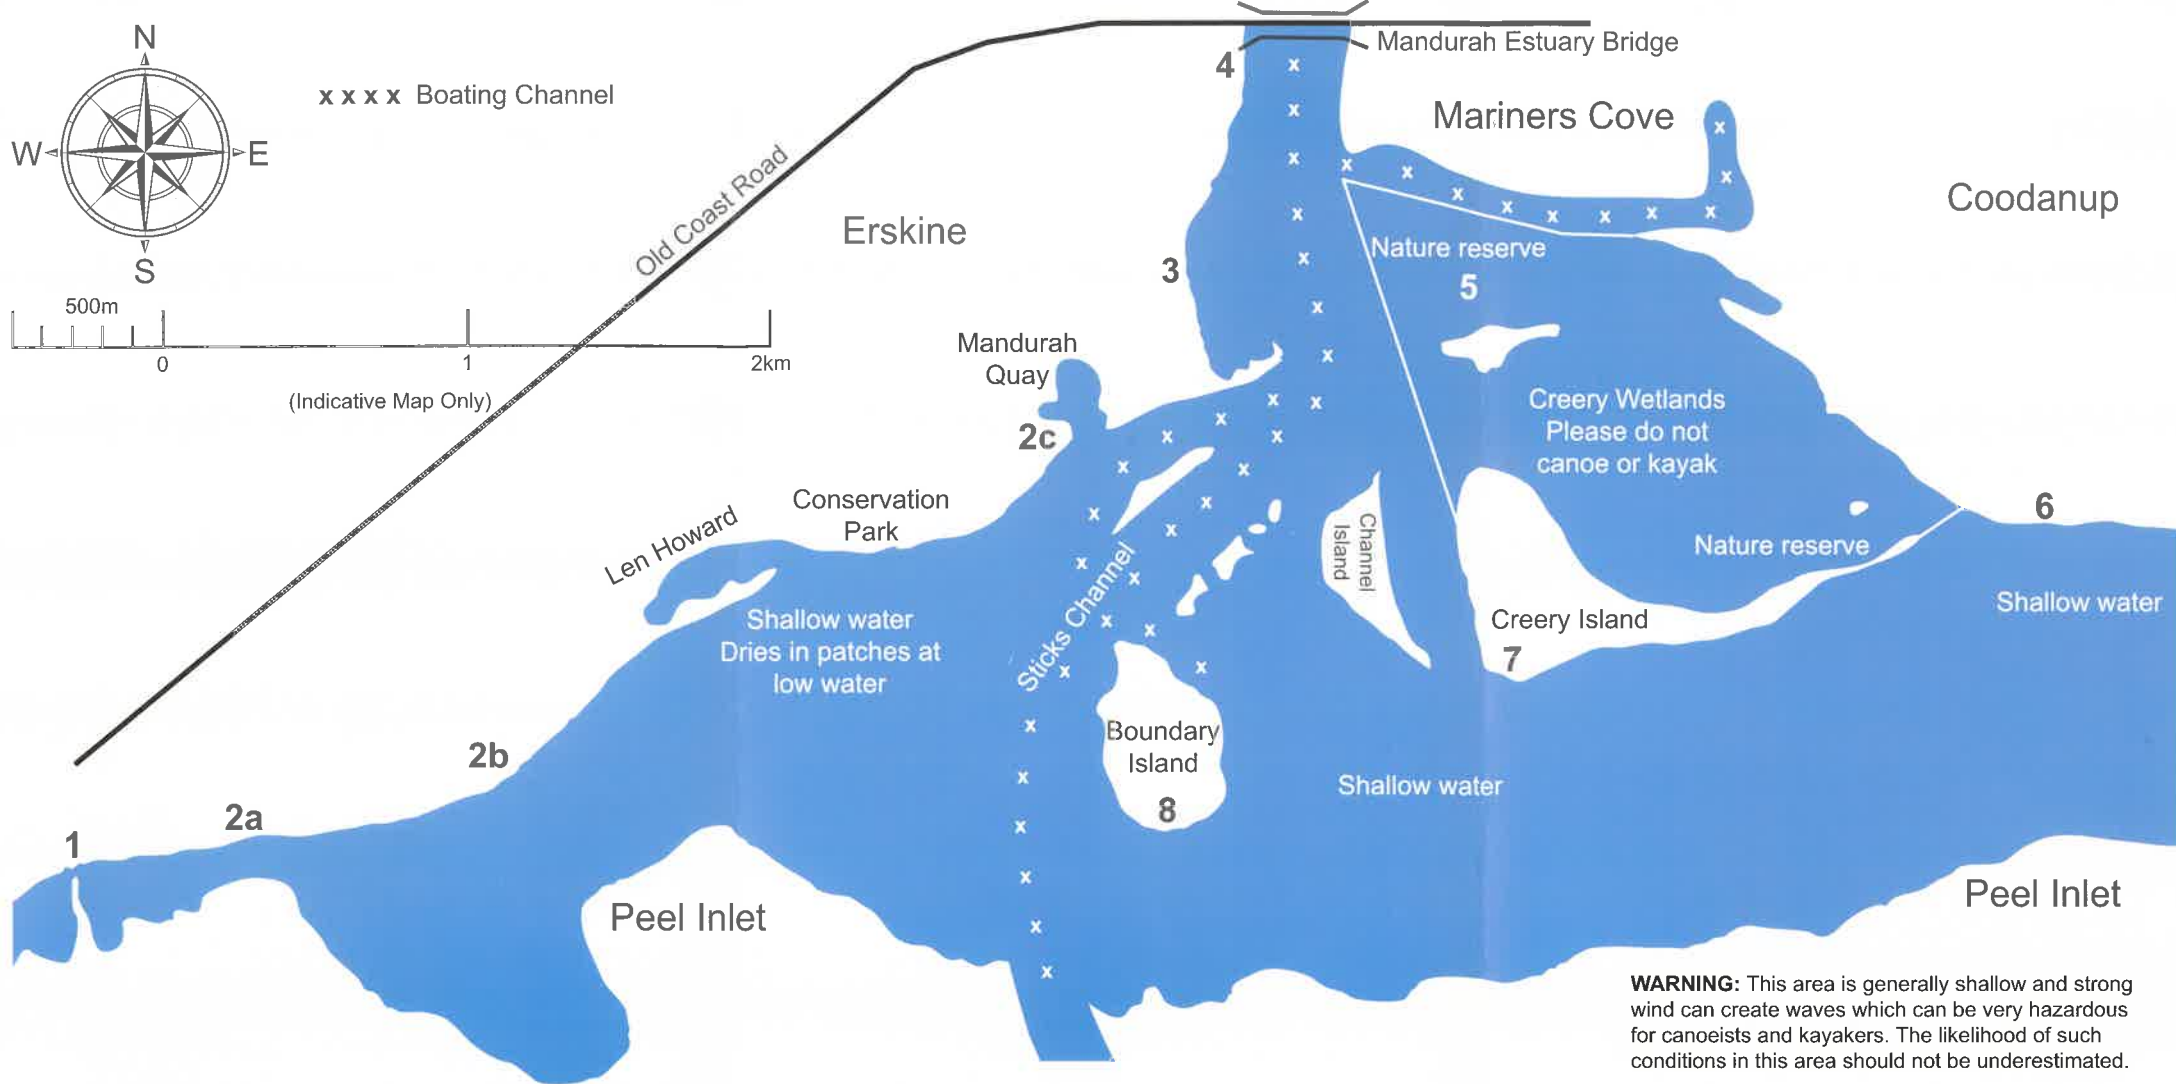 N
W
E
S
x x x x Boating Channel
500m
0
1
2km
(Indicative Map Only)
Old Coast Road
4
Mandurah Estuary Bridge
Mariners Cove
Coodanup
Erskine
3
Nature reserve
5
Mandurah
Quay
2c
Creery Wetlands
Please do not
canoe or kayak
Len Howard
Conservation
Park
Channel
Island
6
Nature reserve
Shallow water
Shallow water
Dries in patches at
low water
Sticks Channel
Creery Island
7
Boundary
Island
8
Shallow water
2b
2a
1
Peel Inlet
Peel Inlet
WARNING: This area is generally shallow and strong
wind can create waves which can be very hazardous
for canoeists and kayakers. The likelihood of such
conditions in this area should not be underestimated.